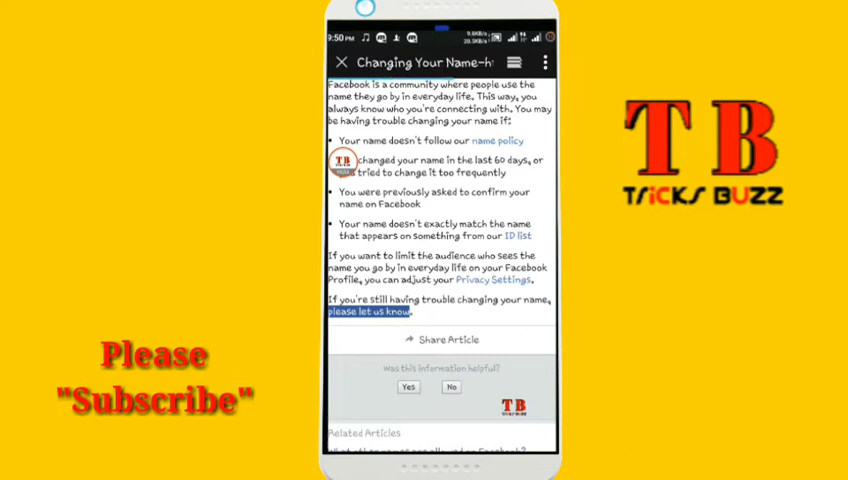 9:50 PM
9.8KB/s
20.5KB/s
Changing Your Name-h
Facebook is a community where people use the
name they go by in everyday life. This way, you
always know who you're connecting with. You may
be having trouble changing your name if:
Your name doesn't follow our name policy
changed your name in the last 60 days, or
tried to change it too frequently
You were previously asked to confirm your
name on Facebook
Your name doesn't exactly match the name
that appears on something from our ID list
If you want to limit the audience who sees the
name you go by in everyday life on your Facebook
Profile, you can adjust your Privacy Settings.
If you're still having trouble changing your name,
please let us know.
Share Article
Was this information helpful?
Yes No
TB
Related Articles
TB
TRiCKS BUZZ
Please
"Subscribe"